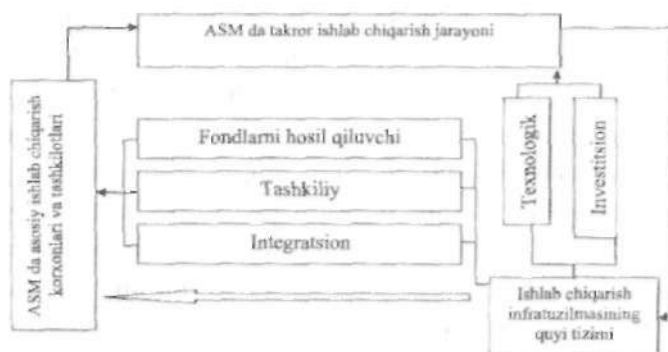 ASM da takror ishlab chiqarish jarayoni
ASM da asosiy ishlab chiqarish
korxonlari va tashkilotlari
Fondlarni hosil qiluvchi
Tashkiliy
Integratsion
Texnologik
Investitsion
Ishlab chiqarish
infratuzilmasining
quyi tizimi